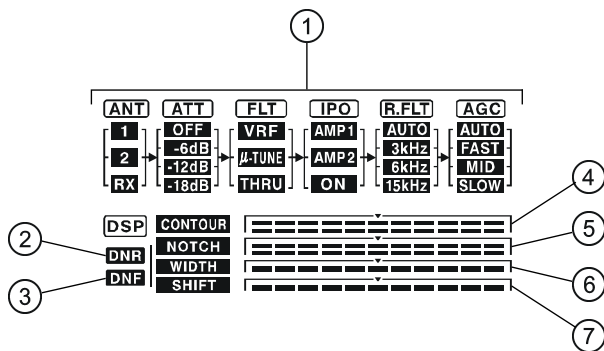 1
ANT ATT FLT IPO R.FLT AGC
1 OFF VRF AMP1 AUTO AUTO
-6dB 3kHz FAST
2 μ-TUNE AMP2
-12dB 6kHz MID
RX -18dB THRU ON 15kHz SLOW
4
DSP CONTOUR
5
2 DNR NOTCH
WIDTH 6
3 DNF
SHIFT
7